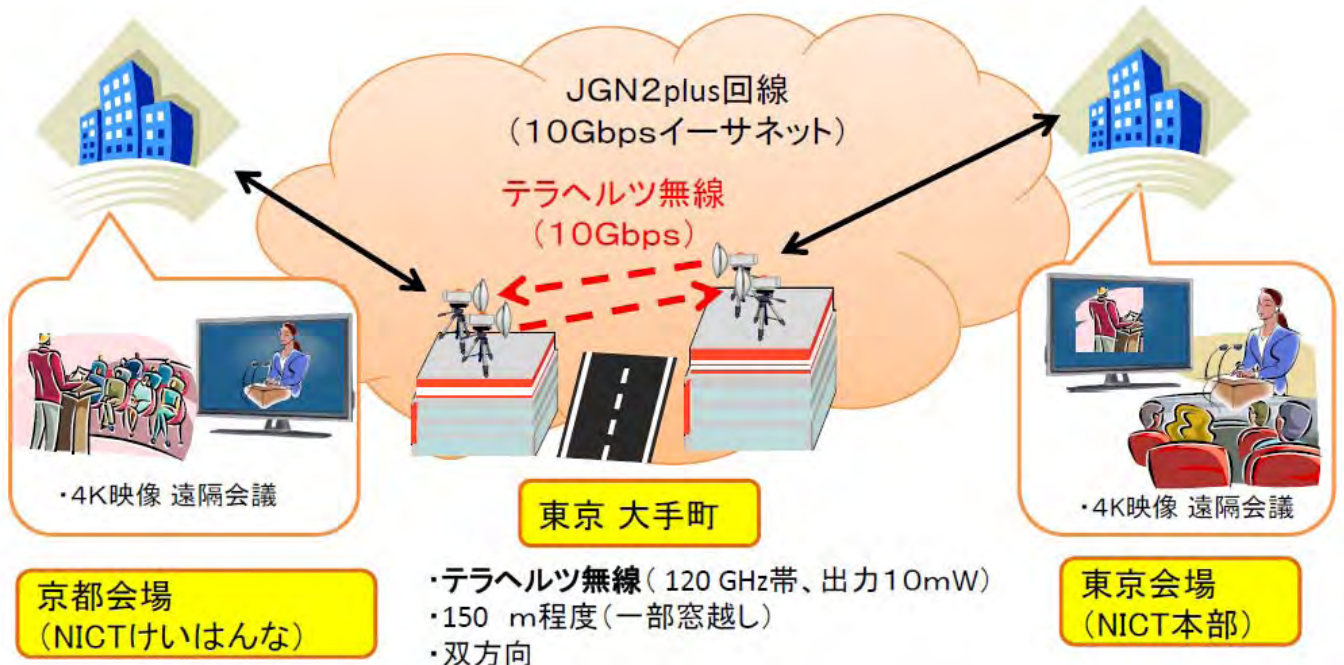 JGN2plus回線
（10Gbpsイーサネット）
テラヘルツ無線
（10Gbps）
・4K映像 遠隔会議
・4K映像 遠隔会議
東京 大手町
京都会場
（NICTけいはんな）
・テラヘルツ無線（ 120 GHz帯、出力10mW）
・150 m程度（一部窓越し）
・双方向
東京会場
（NICT本部）